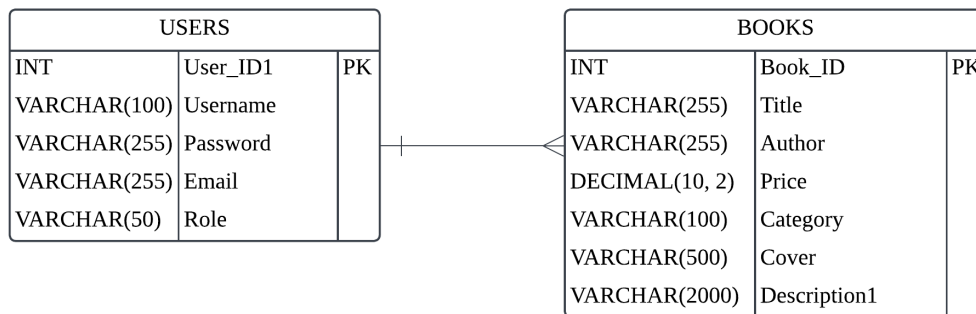 USERS
INT User_ID1 PK
VARCHAR(100) Username
VARCHAR(255) Password
VARCHAR(255) Email
VARCHAR(50) Role
BOOKS
INT Book_ID PK
VARCHAR(255) Title
VARCHAR(255) Author
DECIMAL(10, 2) Price
VARCHAR(100) Category
VARCHAR(500) Cover
VARCHAR(2000) Description1